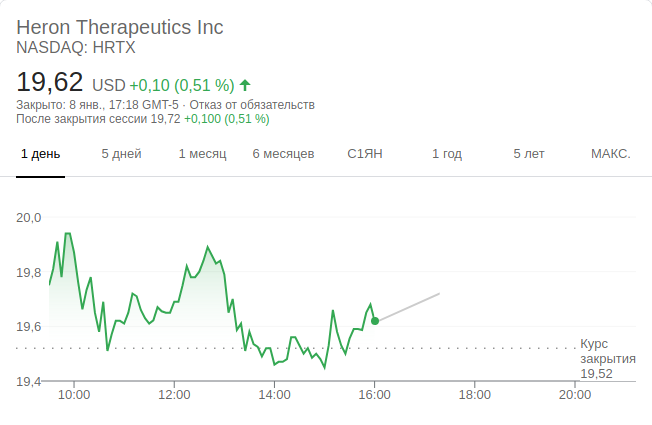 Heron Therapeutics Inc
NASDAQ: HRTX
19,62 USD +0,10 (0,51 %)
Закрыто: 8 янв., 17:18 GMT-5 · Отказ от обязательств
После закрытия сессии 19,72 +0,100 (0,51 %)
1 день 5 дней 1 месяц 6 месяцев С1ЯН 1 год 5 лет МАКС.
20,0
19,8
19,6
Курс
закрытия
19,52
19,4
10:00 12:00 14:00 16:00 18:00 20:00